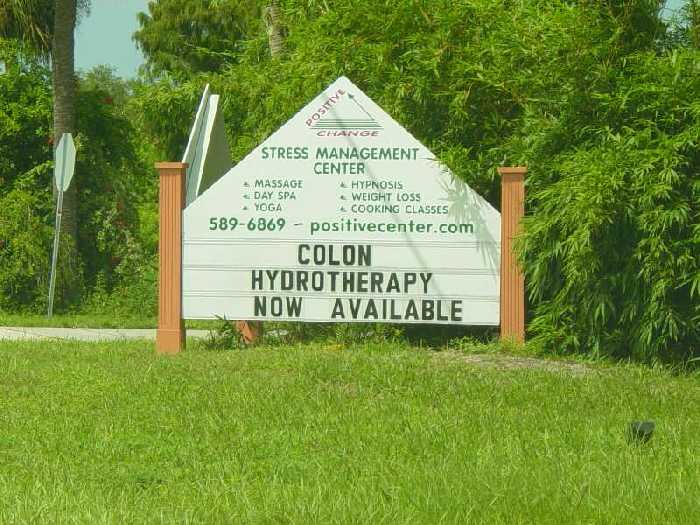 POSITIVE
CHANGE
STRESS MANAGEMENT
CENTER
MASSAGE
DAY SPA
YOGA
HYPNOSIS
WEIGHT LOSS
COOKING CLASSES
589-6869 - positivecenter.com
COLON
HYDROTHERAPY
NOW AVAILABLE